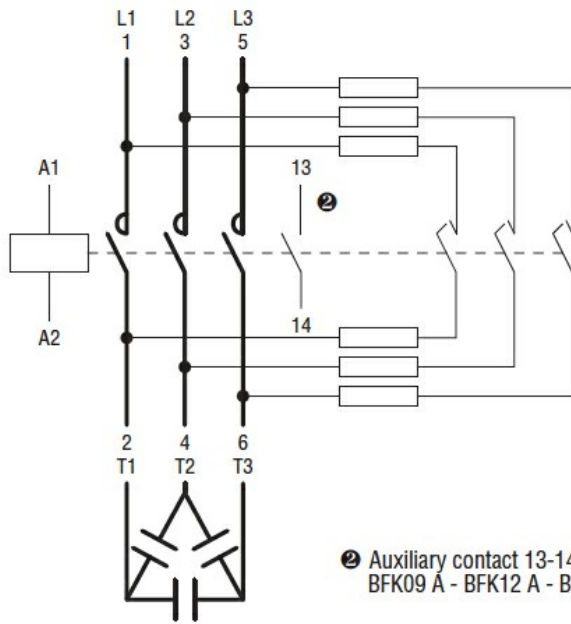 L1 L2 L3
1 3 5
A1
13
❷
14
A2
2 4 6
T1 T2 T3
❷ Auxiliary contact 13-14
BFK09 A - BFK12 A - B